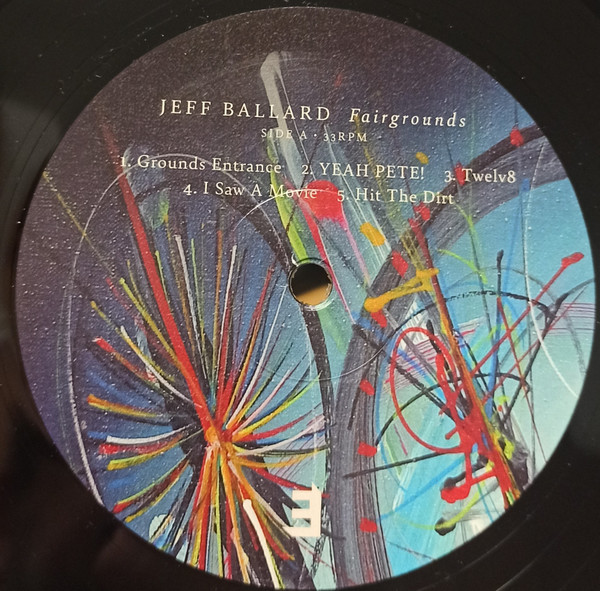 JEFF BALLARD Fairgrounds
SIDE A · 33RPM
1. Grounds Entrance 2. YEAH PETE! 3. Twelv8
4. I Saw A Movie 5. Hit The Dirt